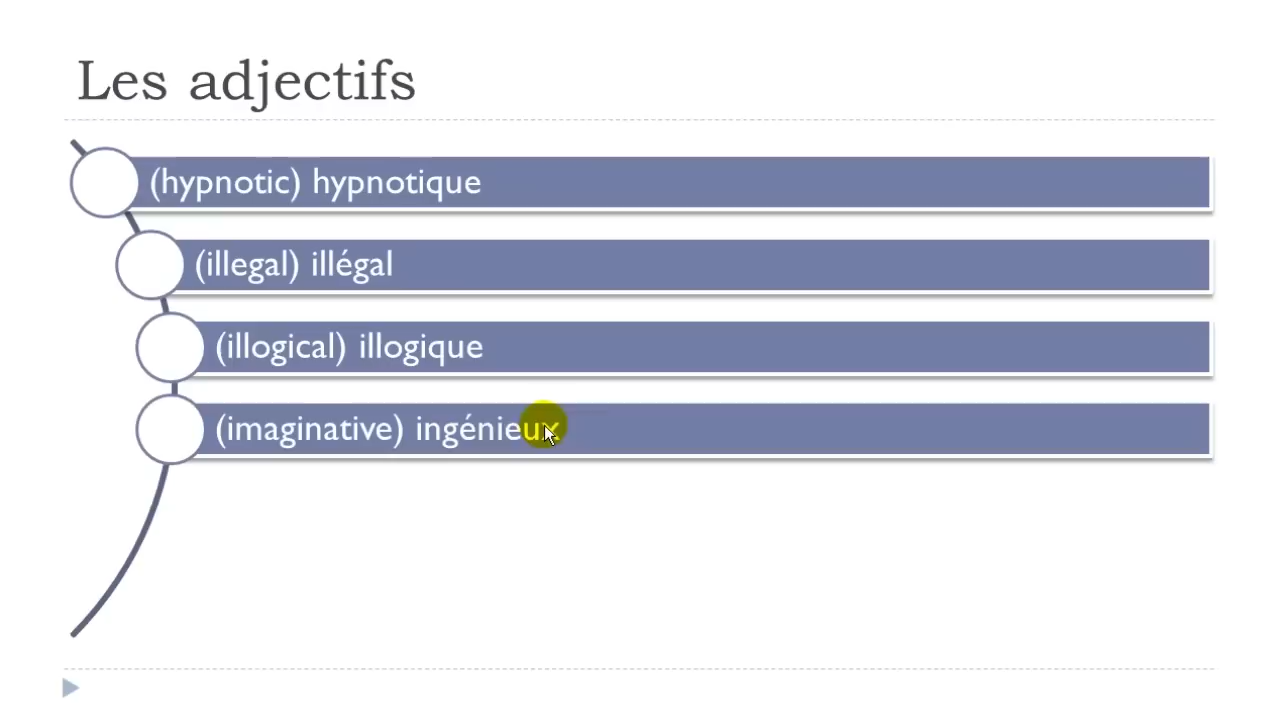 Les adjectifs
(hypnotic) hypnotique
(illegal) illégal
(illogical) illogique
(imaginative) ingénieux